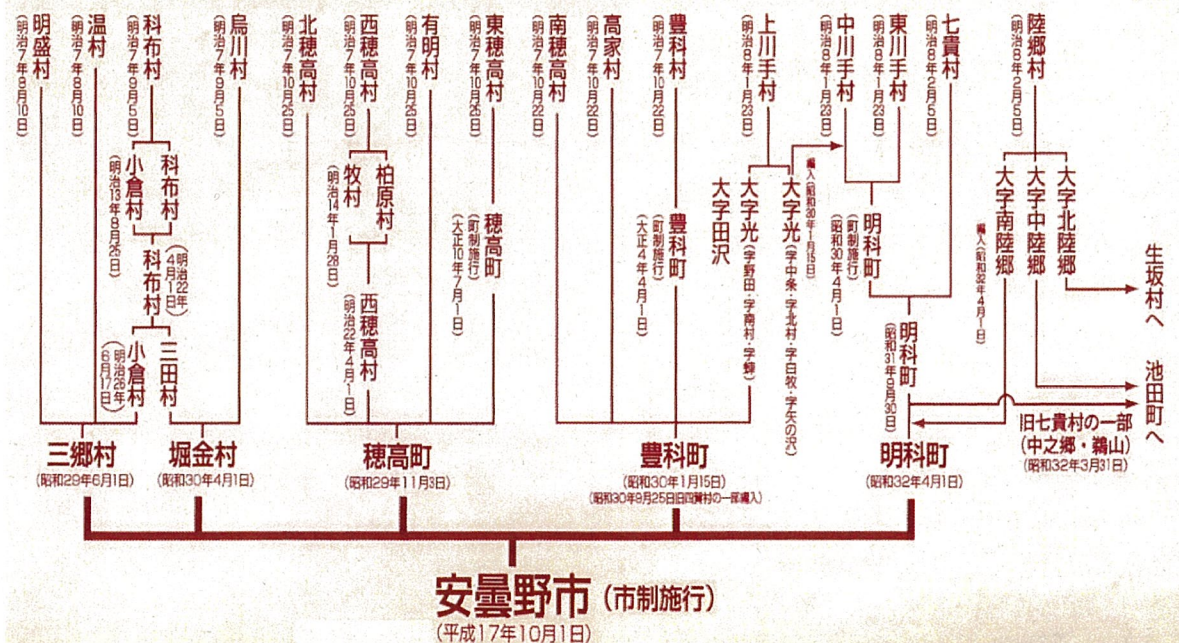 明盛村
(明治7年9月10日)
温村
(明治7年9月10日)
科布村
(明治7年9月5日)
烏川村
(明治7年9月5日)
北穂高村
(明治7年10月25日)
西穂高村
(明治7年10月25日)
有明村
(明治7年10月25日)
東穂高村
(明治7年10月26日)
南穂高村
(明治7年10月22日)
高家村
(明治7年10月22日)
豊科村
(明治7年10月22日)
上川手村
(明治8年1月23日)
中川手村
(明治8年1月23日)
東川手村
(明治8年1月23日)
七貴村
(明治8年2月5日)
陸郷村
(明治8年2月5日)
小倉村
(明治13年8月25日)
科布村
科布村
(明治22年
4月1日)
小倉村
(明治26年
6月17日)
三田村
牧村
(明治14年1月28日)
柏原村
西穂高村
(明治22年4月1日)
穂高町
(町制施行)
(大正10年7月1日)
豊科町
(町制施行)
(大正4年4月1日)
大字田沢
大字光(字野田・字南村・字鰻)
大字光(字中条・字北村・字白牧・字矢の沢)
編入(昭和30年1月15日)
明科町
(町制施行)
(昭和30年4月1日)
明科町
(昭和31年9月30日)
大字南陸郷
編入(昭和32年4月1日)
大字中陸郷
大字北陸郷
生坂村へ
池田町へ
旧七貴村の一部
(中之郷・鵜山)
(昭和32年3月31日)
三郷村
(昭和29年6月1日)
堀金村
(昭和30年4月1日)
穂高町
(昭和29年11月3日)
豊科町
(昭和30年1月15日)
(昭和30年9月25日旧四賀村の一部編入)
明科町
(昭和32年4月1日)
安曇野市(市制施行)
(平成17年10月1日)